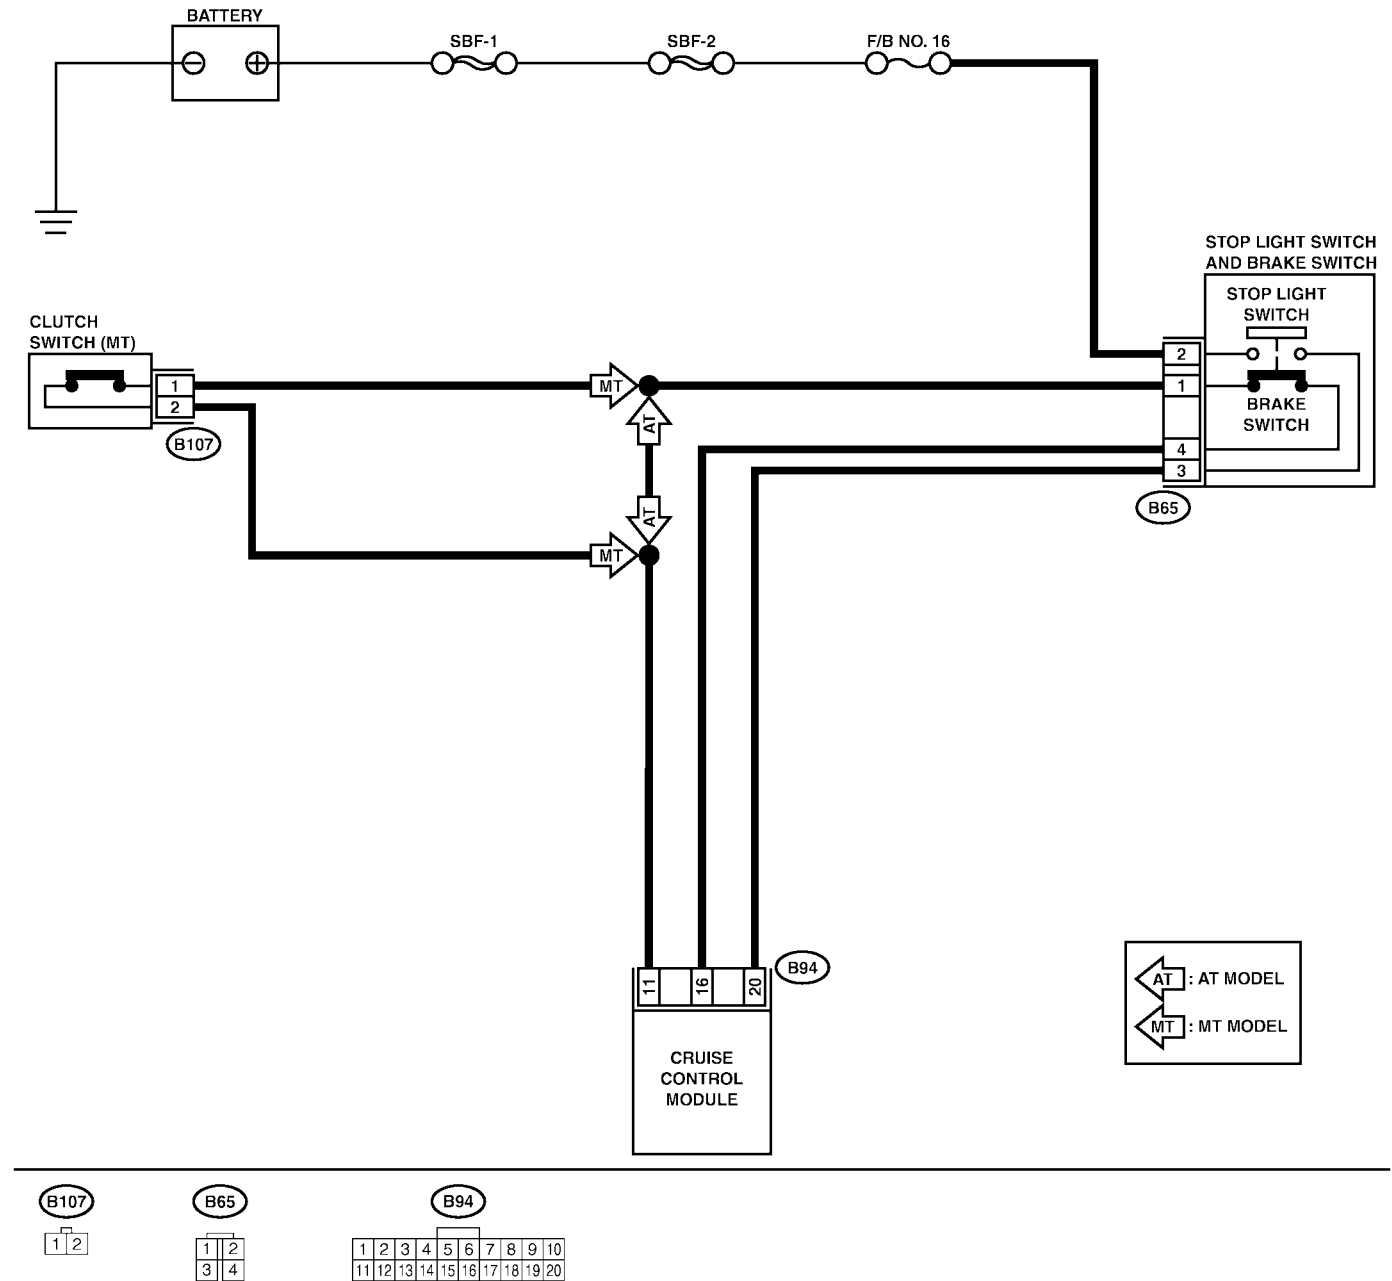 BATTERY
SBF-1
SBF-2
F/B NO. 16
STOP LIGHT SWITCH
AND BRAKE SWITCH
STOP LIGHT
SWITCH
2
1
BRAKE
SWITCH
4
3
B65
CLUTCH
SWITCH (MT)
1
2
B107
MT
AT
AT
MT
11
16
20
B94
CRUISE
CONTROL
MODULE
AT : AT MODEL
MT : MT MODEL
B107
1 2
B65
1 2
3 4
B94
1 2 3 4 5 6 7 8 9 10
11 12 13 14 15 16 17 18 19 20